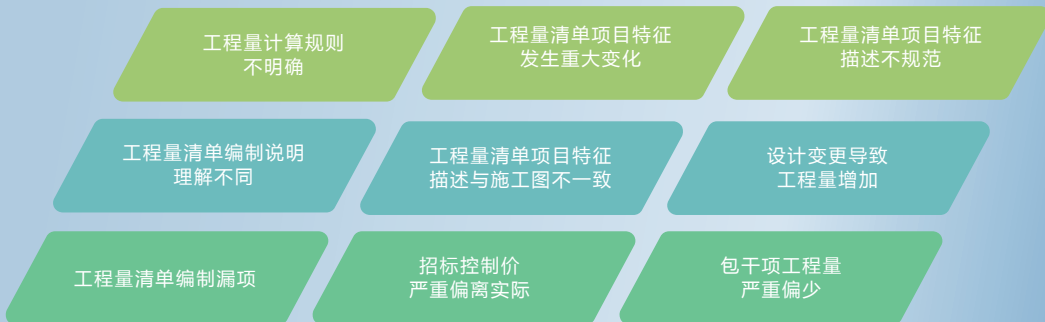 工程量计算规则
不明确
工程量清单项目特征
发生重大变化
工程量清单项目特征
描述不规范
工程量清单编制说明
理解不同
工程量清单项目特征
描述与施工图不一致
设计变更导致
工程量增加
工程量清单编制漏项
招标控制价
严重偏离实际
包干项工程量
严重偏少